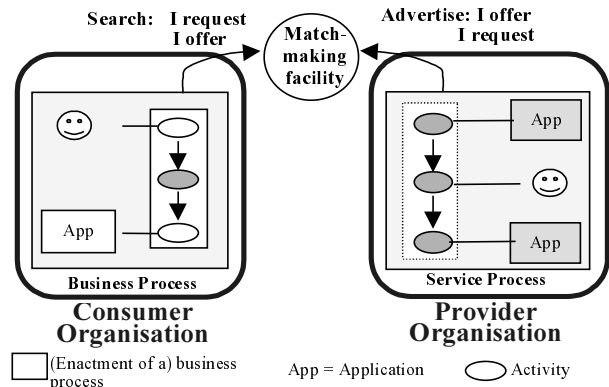 Search: I request
I offer
Match-
making
facility
Advertise: I offer
I request
App
Business Process
Consumer
Organisation
App
App
Service Process
Provider
Organisation
(Enactment of a) business
process
App = Application
Activity